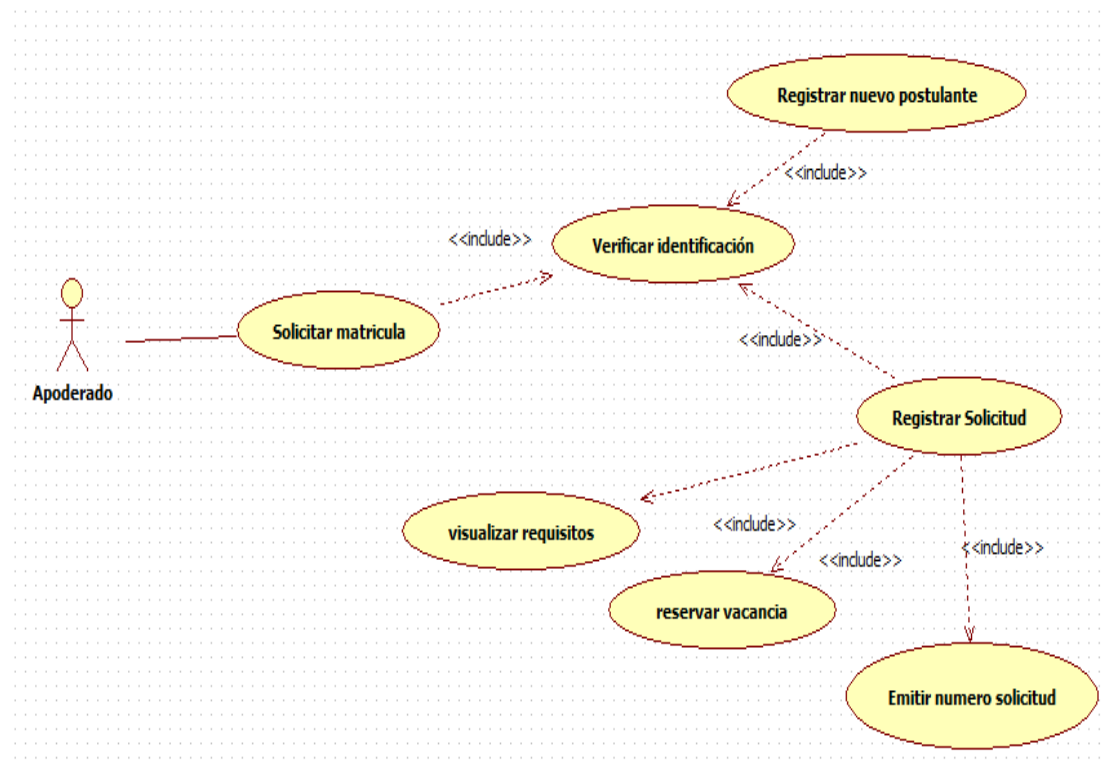 Registrar nuevo postulante
<<include>>
<<include>>
Verificar identificación
Solicitar matricula
<<include>>
Apoderado
Registrar Solicitud
visualizar requisitos
<<include>>
<<include>>
<<include>>
reservar vacancia
Emitir numero solicitud